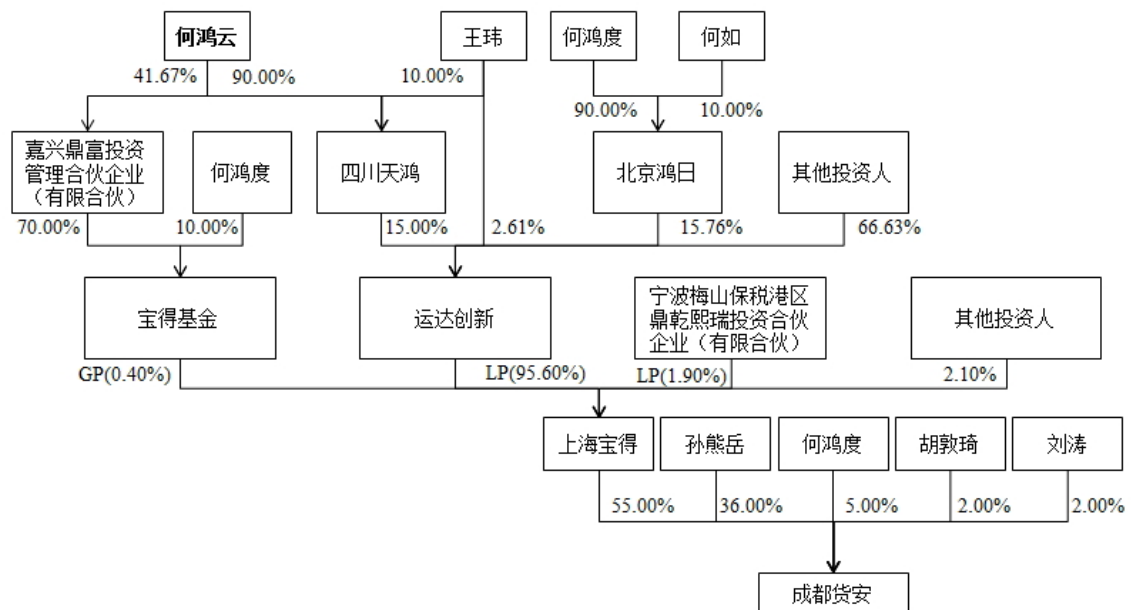 何鸿云
王玮
何鸿度
何如
41.67%
90.00%
10.00%
90.00%
10.00%
嘉兴鼎富投资
管理合伙企业
（有限合伙）
何鸿度
四川天鸿
北京鸿日
其他投资人
70.00%
10.00%
15.00%
2.61%
15.76%
66.63%
宝得基金
运达创新
宁波梅山保税港区
鼎乾熙瑞投资合伙
企业（有限合伙）
其他投资人
GP(0.40%)
LP(95.60%)
LP(1.90%)
2.10%
上海宝得
孙熊岳
何鸿度
胡敦琦
刘涛
55.00%
36.00%
5.00%
2.00%
2.00%
成都货安